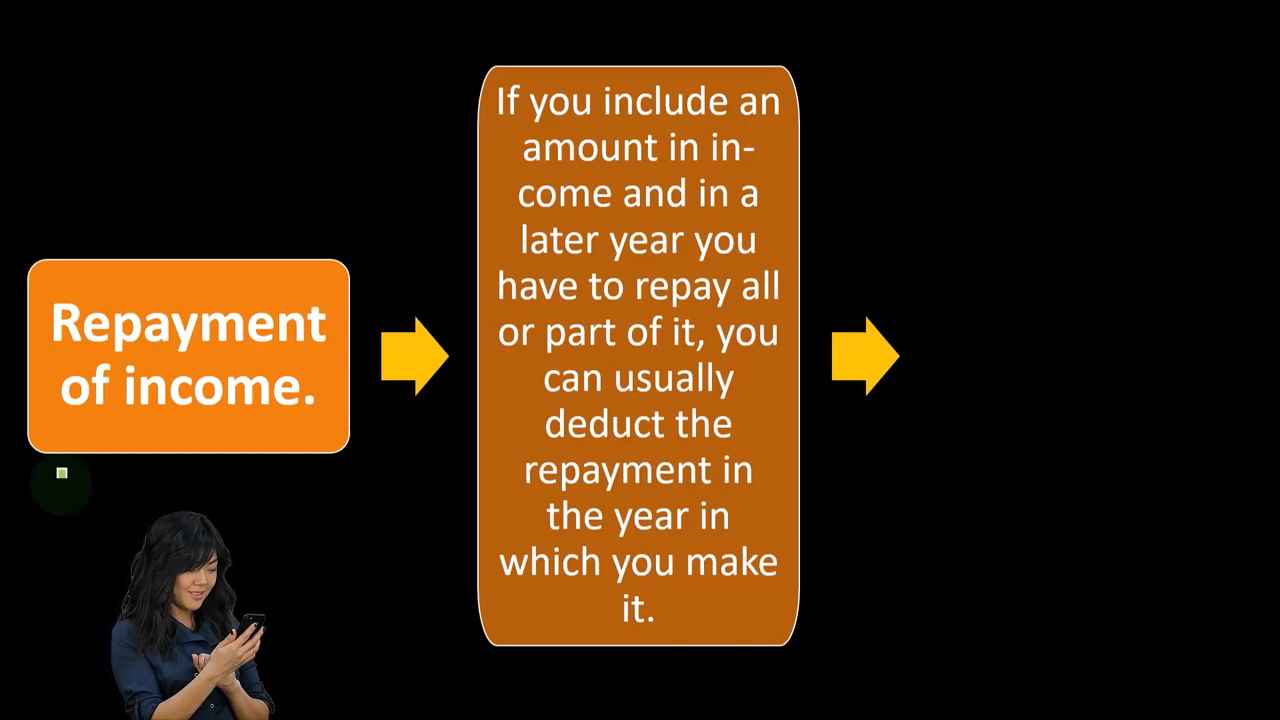 Repayment
of income.
If you include an
amount in in-
come and in a
later year you
have to repay all
or part of it, you
can usually
deduct the
repayment in
the year in
which you make
it.